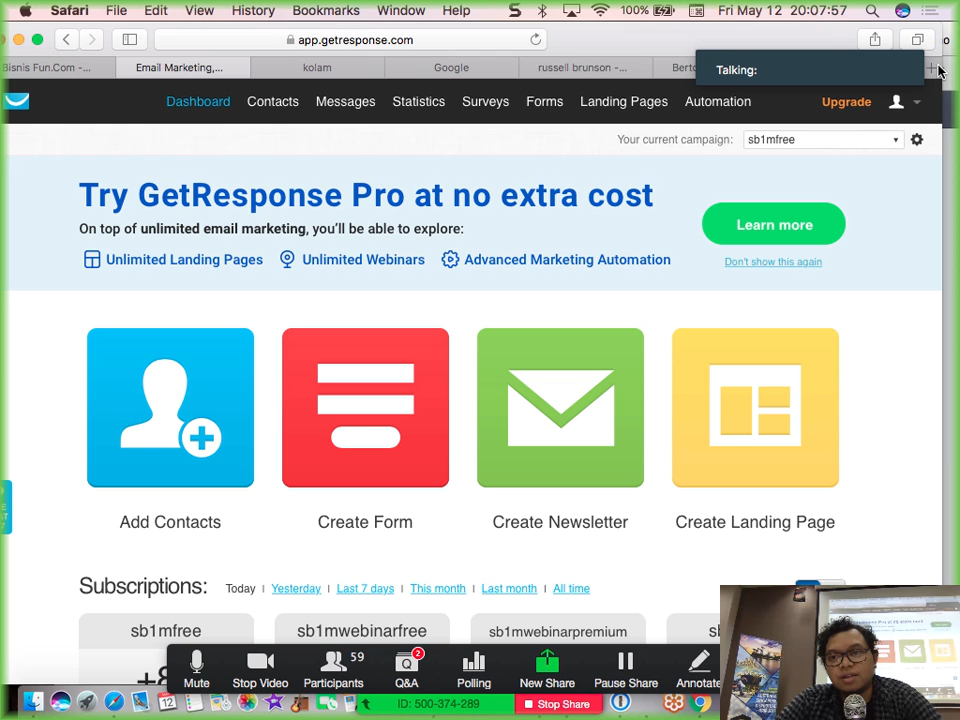 Safari File Edit View History Bookmarks Window Help 100% Fri May 12 20:07:57
app.getresponse.com
Bisnis Fun.Com -... Email Marketing,... kolam Google russell brunson -... Berto
Talking:
Dashboard Contacts Messages Statistics Surveys Forms Landing Pages Automation Upgrade
Your current campaign: sb1mfree
Try GetResponse Pro at no extra cost
On top of unlimited email marketing, you'll be able to explore:
Learn more
Unlimited Landing Pages Unlimited Webinars Advanced Marketing Automation
Don't show this again
Add Contacts Create Form Create Newsletter Create Landing Page
Subscriptions: Today | Yesterday | Last 7 days | This month | Last month | All time
sb1mfree sb1mwebinarfree sb1mwebinarpremium
59 2
Mute Stop Video Participants Q&A Polling New Share Pause Share Annotate
12 ID: 500-374-289 Stop Share